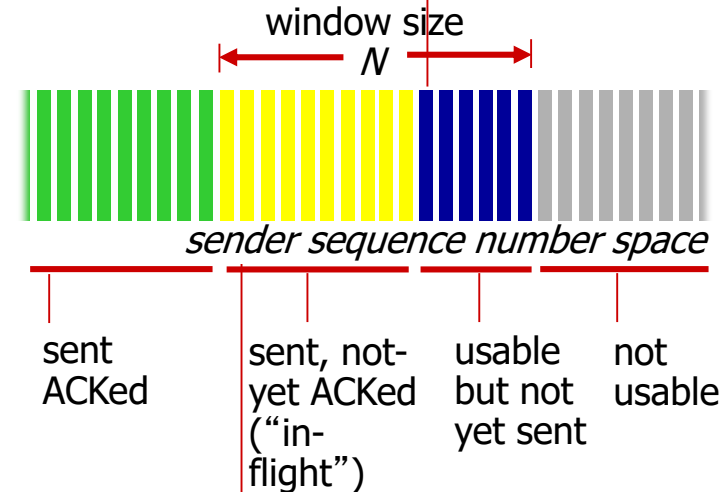 window size
N
sender sequence number space
sent
ACKed
sent, not-
yet ACKed
(“in-
flight”)
usable
but not
yet sent
not
usable